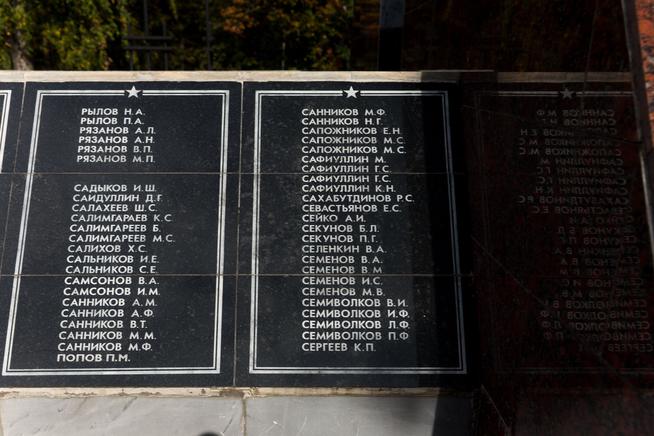 РЫЛОВ Н.А.
РЫЛОВ П.А.
РЯЗАНОВ А.Л.
РЯЗАНОВ А.Н.
РЯЗАНОВ В.П.
РЯЗАНОВ М.П.
САДЫКОВ И.Ш.
САИДУЛЛИН Д.Г.
САЛАХЕЕВ Ш.С.
САЛИМГАРАЕВ К.С.
САЛИМГАРЕЕВ Б.
САЛИМГАРЕЕВ М.С.
САЛИХОВ Х.С.
САЛЬНИКОВ И.Е.
САЛЬНИКОВ С.Е.
САМСОНОВ В.А.
САМСОНОВ И.М.
САННИКОВ А.М.
САННИКОВ А.Ф.
САННИКОВ В.Т.
САННИКОВ М.М.
САННИКОВ М.Ф.
ПОПОВ П.М.
САННИКОВ М.Ф.
САННИКОВ Н.Г.
САПОЖНИКОВ Е.Н.
САПОЖНИКОВ М.С.
САПОЖНИКОВ М.С.
САФИУЛЛИН М.
САФИУЛЛИН Г.С.
САФИУЛЛИН Г.С.
САФИУЛЛИН К.Н.
САХАБУТДИНОВ Р.С.
СЕВАСТЬЯНОВ Е.С.
СЕЙКО А.И.
СЕКУНОВ Б.Л.
СЕКУНОВ П.Г.
СЕЛЕНКИН В.А.
СЕМЕНОВ В.А.
СЕМЕНОВ В.М
СЕМЕНОВ И.С.
СЕМЕНОВ М.В.
СЕМИВОЛКОВ В.И.
СЕМИВОЛКОВ И.Ф.
СЕМИВОЛКОВ Л.Ф.
СЕМИВОЛКОВ П.Ф
СЕРГЕЕВ К.П.